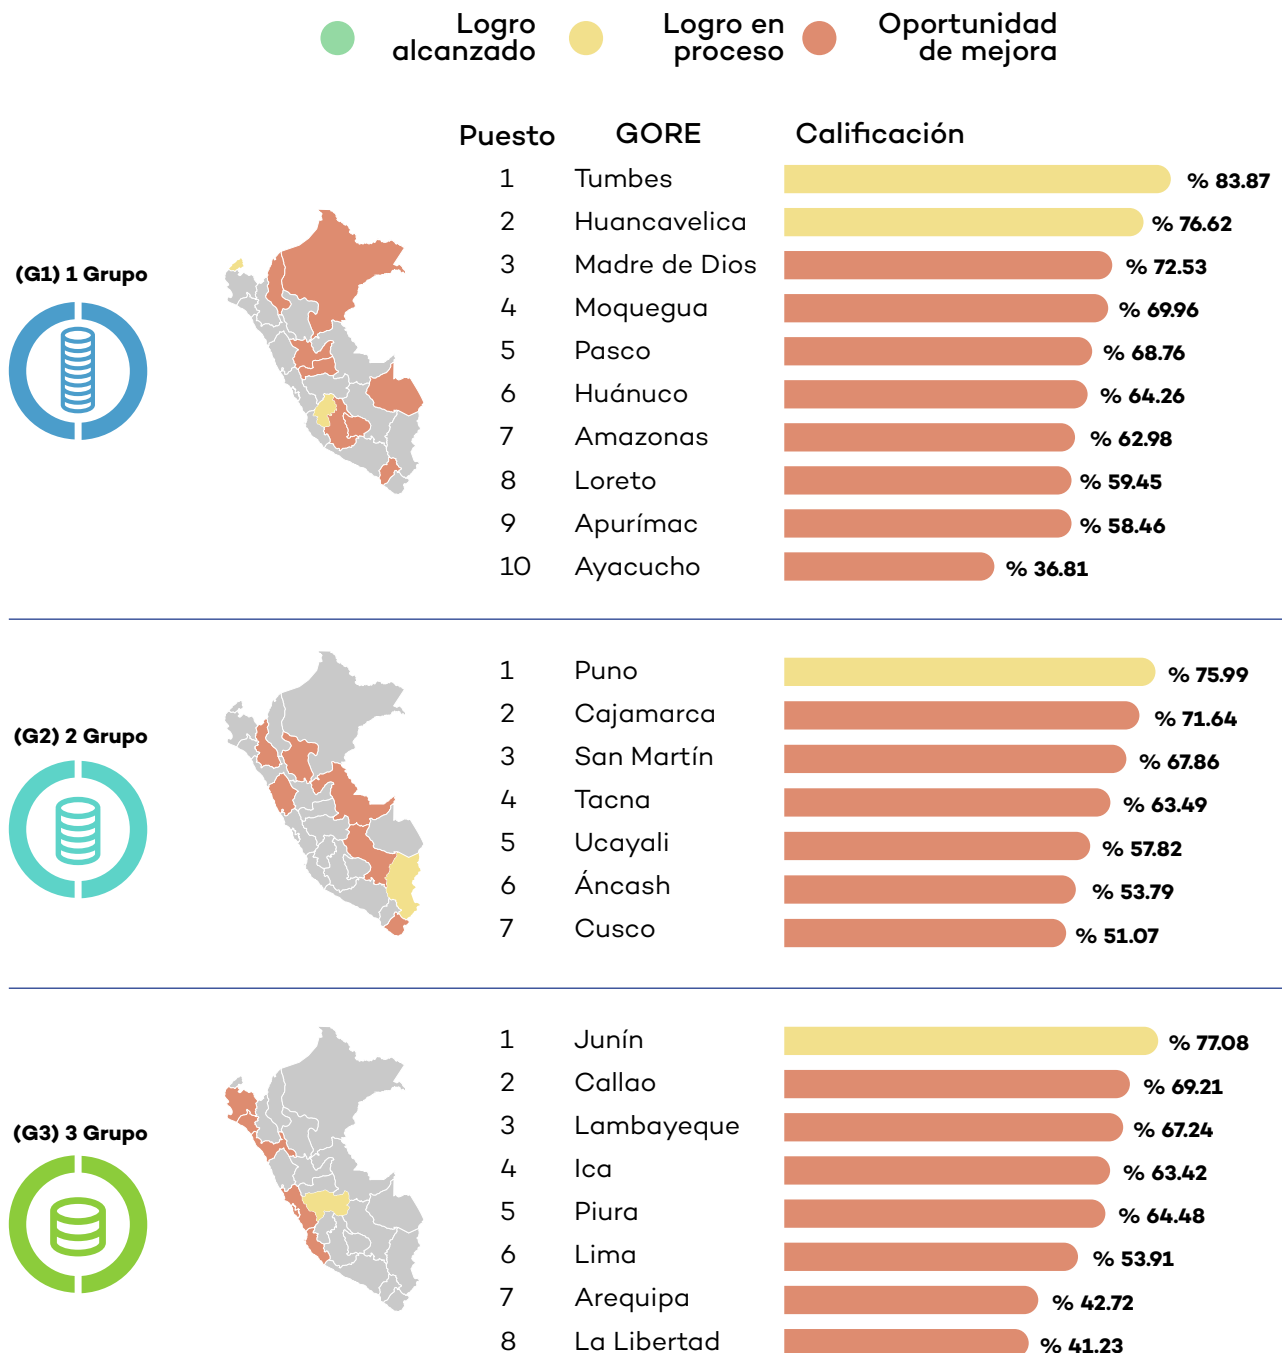 Logro alcanzado
Logro en proceso
Oportunidad de mejora
Puesto GORE Calificación
(G1) 1 Grupo
1 Tumbes % 83.87
2 Huancavelica % 76.62
3 Madre de Dios % 72.53
4 Moquegua % 69.96
5 Pasco % 68.76
6 Huánuco % 64.26
7 Amazonas % 62.98
8 Loreto % 59.45
9 Apurímac % 58.46
10 Ayacucho % 36.81
(G2) 2 Grupo
1 Puno % 75.99
2 Cajamarca % 71.64
3 San Martín % 67.86
4 Tacna % 63.49
5 Ucayali % 57.82
6 Áncash % 53.79
7 Cusco % 51.07
(G3) 3 Grupo
1 Junín % 77.08
2 Callao % 69.21
3 Lambayeque % 67.24
4 Ica % 63.42
5 Piura % 64.48
6 Lima % 53.91
7 Arequipa % 42.72
8 La Libertad % 41.23